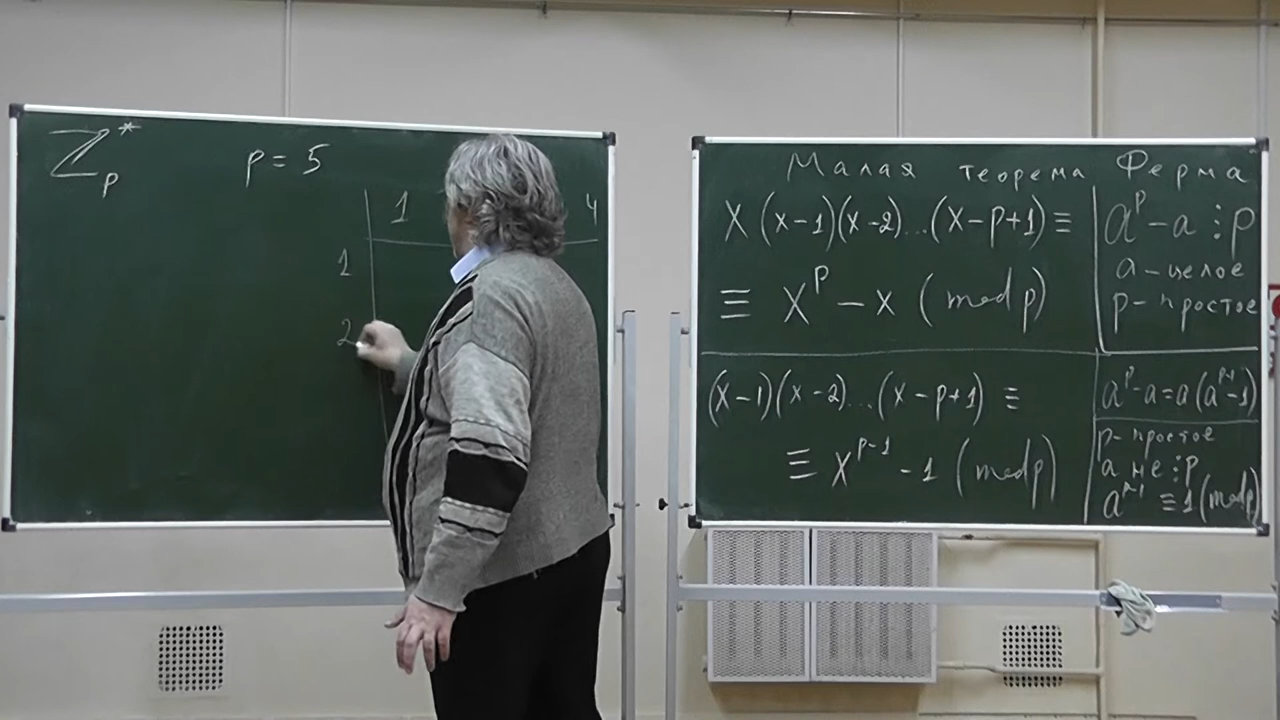 Z_p^*
p = 5
1 4
1
2
Малая теорема Ферма
x(x-1)(x-2)...(x-p+1) ≡
≡ x^p - x (mod p)
a^p - a ⋮ p
a - целое
p - простое
(x-1)(x-2)...(x-p+1) ≡
≡ x^{p-1} - 1 (mod p)
a^p - a = a(a^{p-1} - 1)
p - простое
a не ⋮ p
a^{p-1} ≡ 1 (mod p)